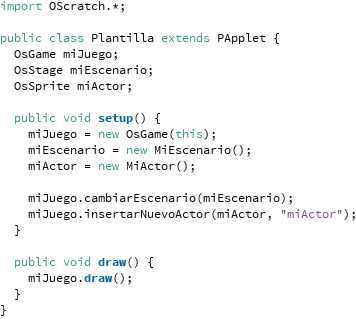 import OScratch.*;

public class Plantilla extends PApplet {
  OsGame miJuego;
  OsStage miEscenario;
  OsSprite miActor;

  public void setup() {
    miJuego = new OsGame(this);
    miEscenario = new MiEscenario();
    miActor = new MiActor();

    miJuego.cambiarEscenario(miEscenario);
    miJuego.insertarNuevoActor(miActor, "miActor");
  }

  public void draw() {
    miJuego.draw();
  }
}